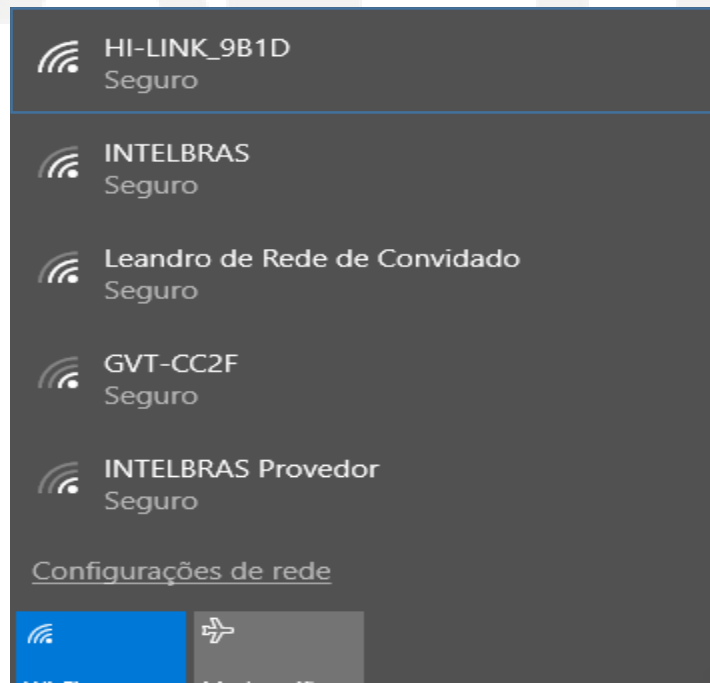 HI-LINK_9B1D
Seguro
INTELBRAS
Seguro
Leandro de Rede de Convidado
Seguro
GVT-CC2F
Seguro
INTELBRAS Provedor
Seguro
Configurações de rede